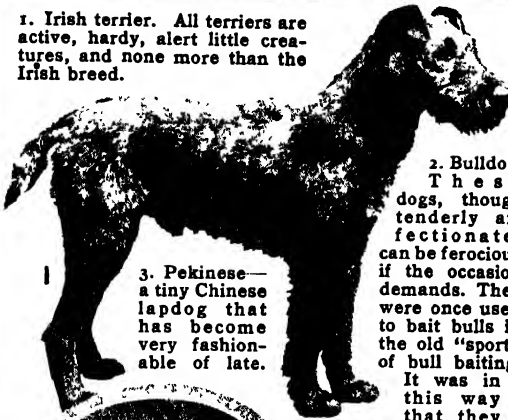 1. Irish terrier. All terriers are
active, hardy, alert little crea-
tures, and none more than the
Irish breed.
2. Bulldo
Thes
dogs, thoug
tenderly af
fectionate
can be ferociou
if the occasio
demands. The
were once use
to bait bulls i
the old "sport
of bull baiting
It was in
this way
that they
3. Pekinese—
a tiny Chinese
lapdog that
has become
very fashion-
able of late.